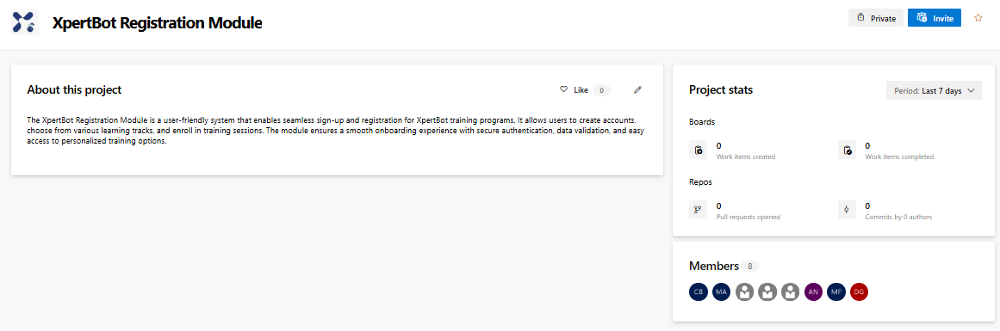 XpertBot Registration Module
Private
Invite
About this project
Like 0
The XpertBot Registration Module is a user-friendly system that enables seamless sign-up and registration for XpertBot training programs. It allows users to create accounts,
choose from various learning tracks, and enroll in training sessions. The module ensures a smooth onboarding experience with secure authentication, data validation, and easy
access to personalized training options.
Project stats
Period: Last 7 days
Boards
0
Work items created
0
Work items completed
Repos
0
Pull requests opened
0
Commits by 0 authors
Members 8
CB MA AN MF DG